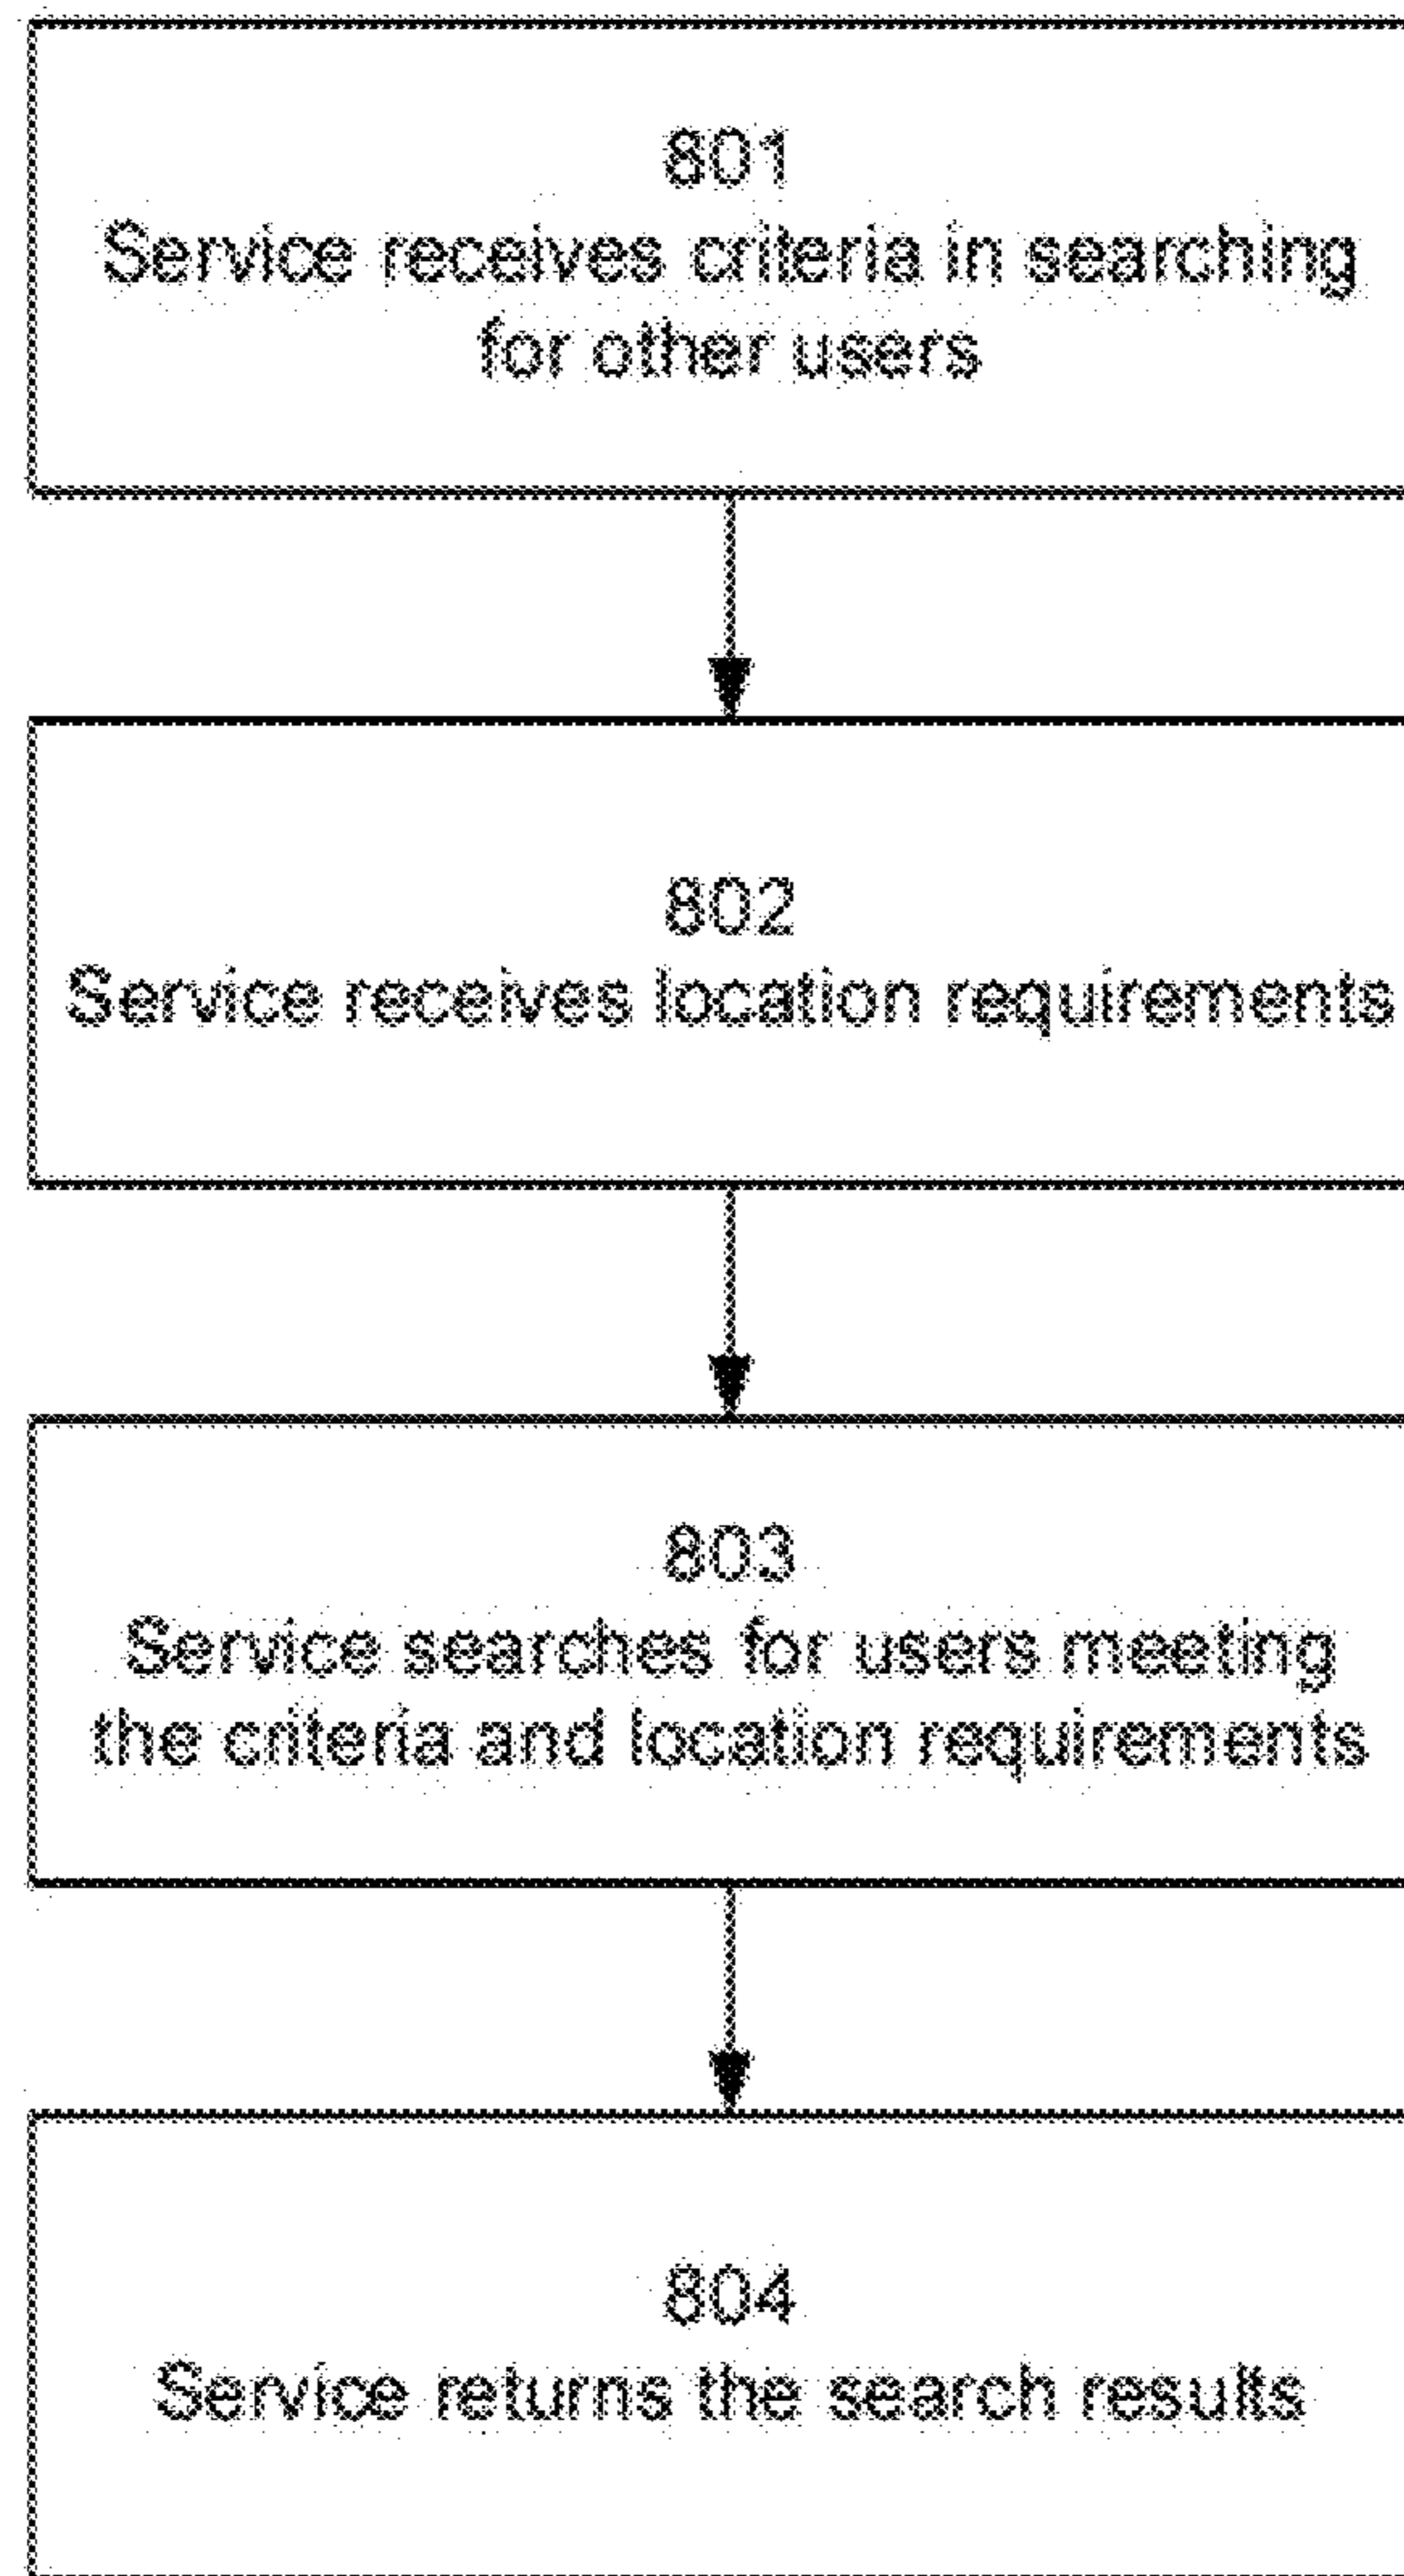 801
Service receives criteria in searching
for other users
802
Service receives location requirements
803
Service searches for users meeting
the criteria and location requirements
804
Service returns the search results